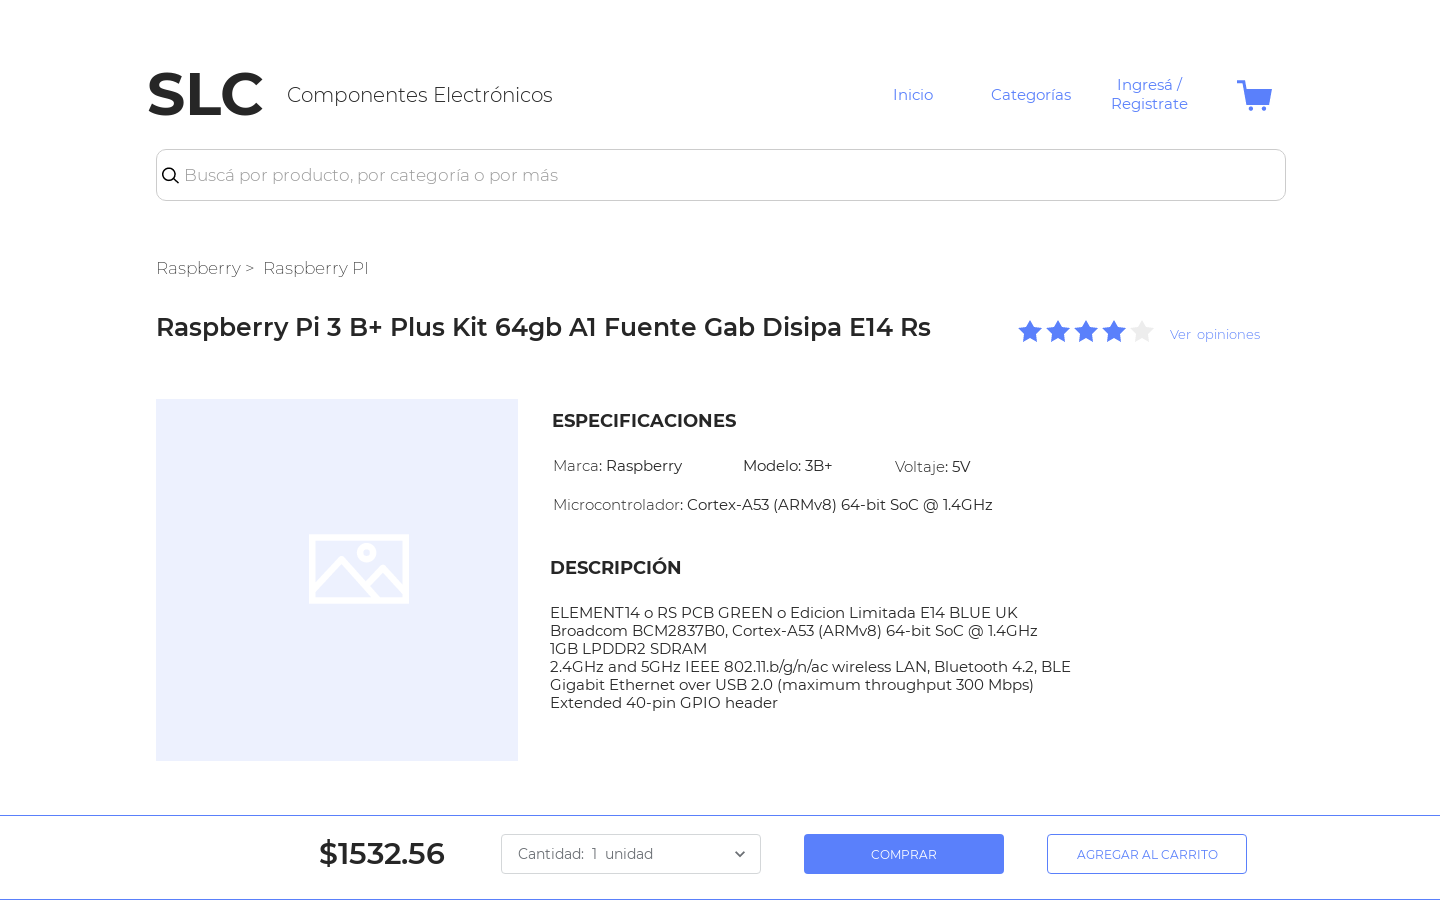 SLC Componentes Electrónicos
Inicio Categorías Ingresá /
Registrate
Buscá por producto, por categoría o por más
Raspberry > Raspberry PI
Raspberry Pi 3 B+ Plus Kit 64gb A1 Fuente Gab Disipa E14 Rs
Ver opiniones
ESPECIFICACIONES
Marca: Raspberry Modelo: 3B+ Voltaje: 5V
Microcontrolador: Cortex-A53 (ARMv8) 64-bit SoC @ 1.4GHz
DESCRIPCIÓN
ELEMENT14 o RS PCB GREEN o Edicion Limitada E14 BLUE UK
Broadcom BCM2837B0, Cortex-A53 (ARMv8) 64-bit SoC @ 1.4GHz
1GB LPDDR2 SDRAM
2.4GHz and 5GHz IEEE 802.11.b/g/n/ac wireless LAN, Bluetooth 4.2, BLE
Gigabit Ethernet over USB 2.0 (maximum throughput 300 Mbps)
Extended 40-pin GPIO header
$1532.56 Cantidad: 1 unidad COMPRAR AGREGAR AL CARRITO